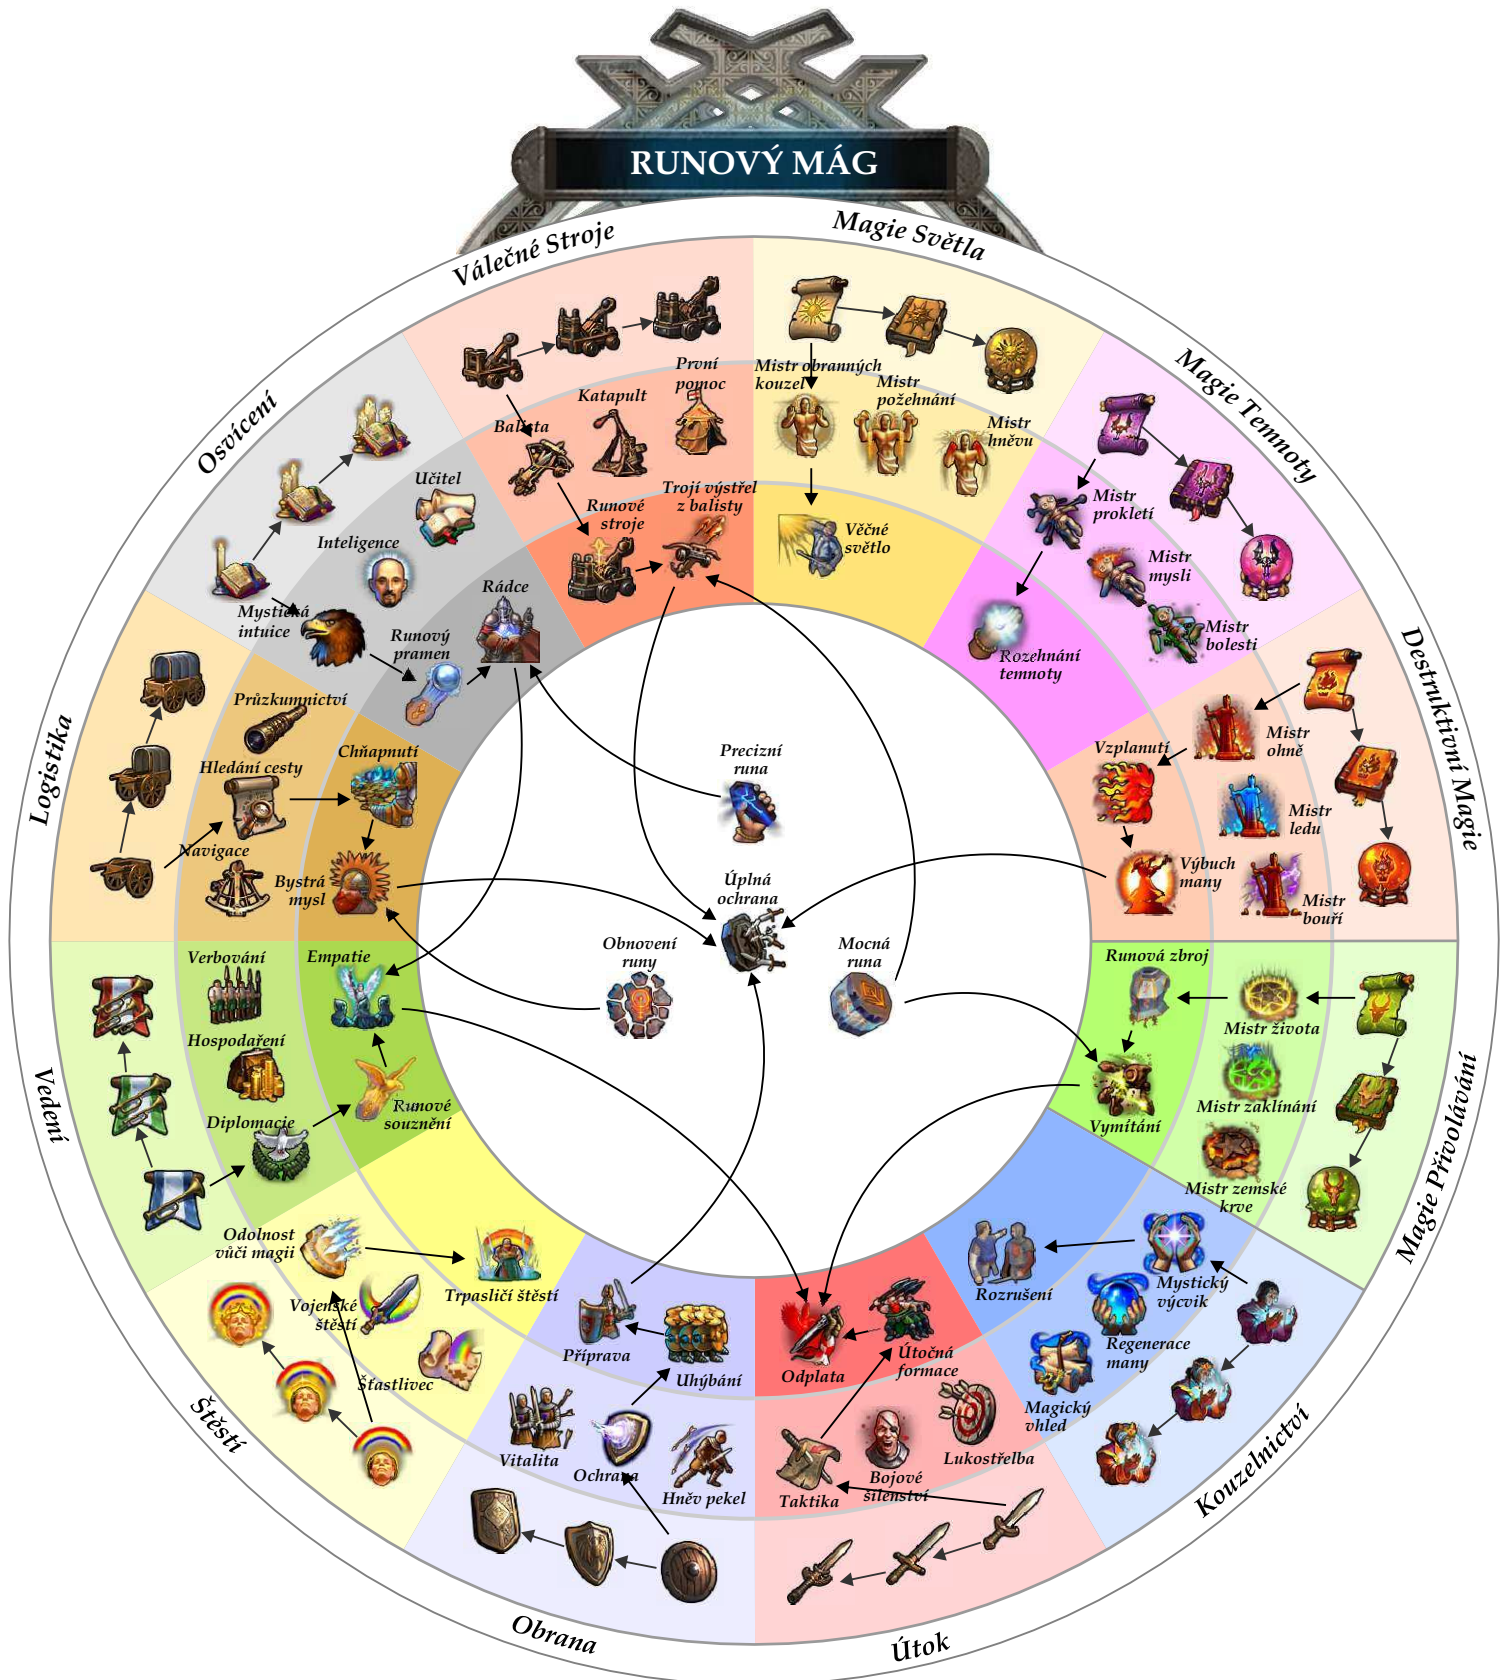 RUNOVÝ MÁG
Válečné Stroje
Magie Světla
Magie Temnoty
Destruktivní Magie
Magie Přivolávání
Kouzelnictví
Útok
Obrana
Štěstí
Vedení
Logistika
Osvícení
První
pomoc
Katapult
Balista
Runové
stroje
Trojí výstřel
z balisty
Mistr obranných
kouzel
Mistr
požehnání
Mistr
hněvu
Věčné
světlo
Mistr
prokletí
Mistr
mysli
Mistr
bolesti
Rozehnání
temnoty
Mistr
ohně
Vzplanutí
Mistr
ledu
Výbuch
many
Mistr
bouří
Runová zbroj
Mistr života
Mistr zaklínání
Vymítání
Mistr zemské
krve
Mystický
výcvik
Rozrušení
Regenerace
many
Magický
vhled
Odplata
Útočná
formace
Lukostřelba
Bojové
šílenství
Taktika
Příprava
Uhýbání
Vitalita
Ochrana
Hněv pekel
Odolnost
vůči magii
Trpasličí štěstí
Vojenské
štěstí
Šťastlivec
Verbování
Empatie
Hospodaření
Diplomacie
Runové
souznění
Průzkumnictví
Chňapnutí
Hledání cesty
Navigace
Bystrá
mysl
Učitel
Inteligence
Rádce
Mystická
intuice
Runový
pramen
Precizní
runa
Úplná
ochrana
Obnovení
runy
Mocná
runa